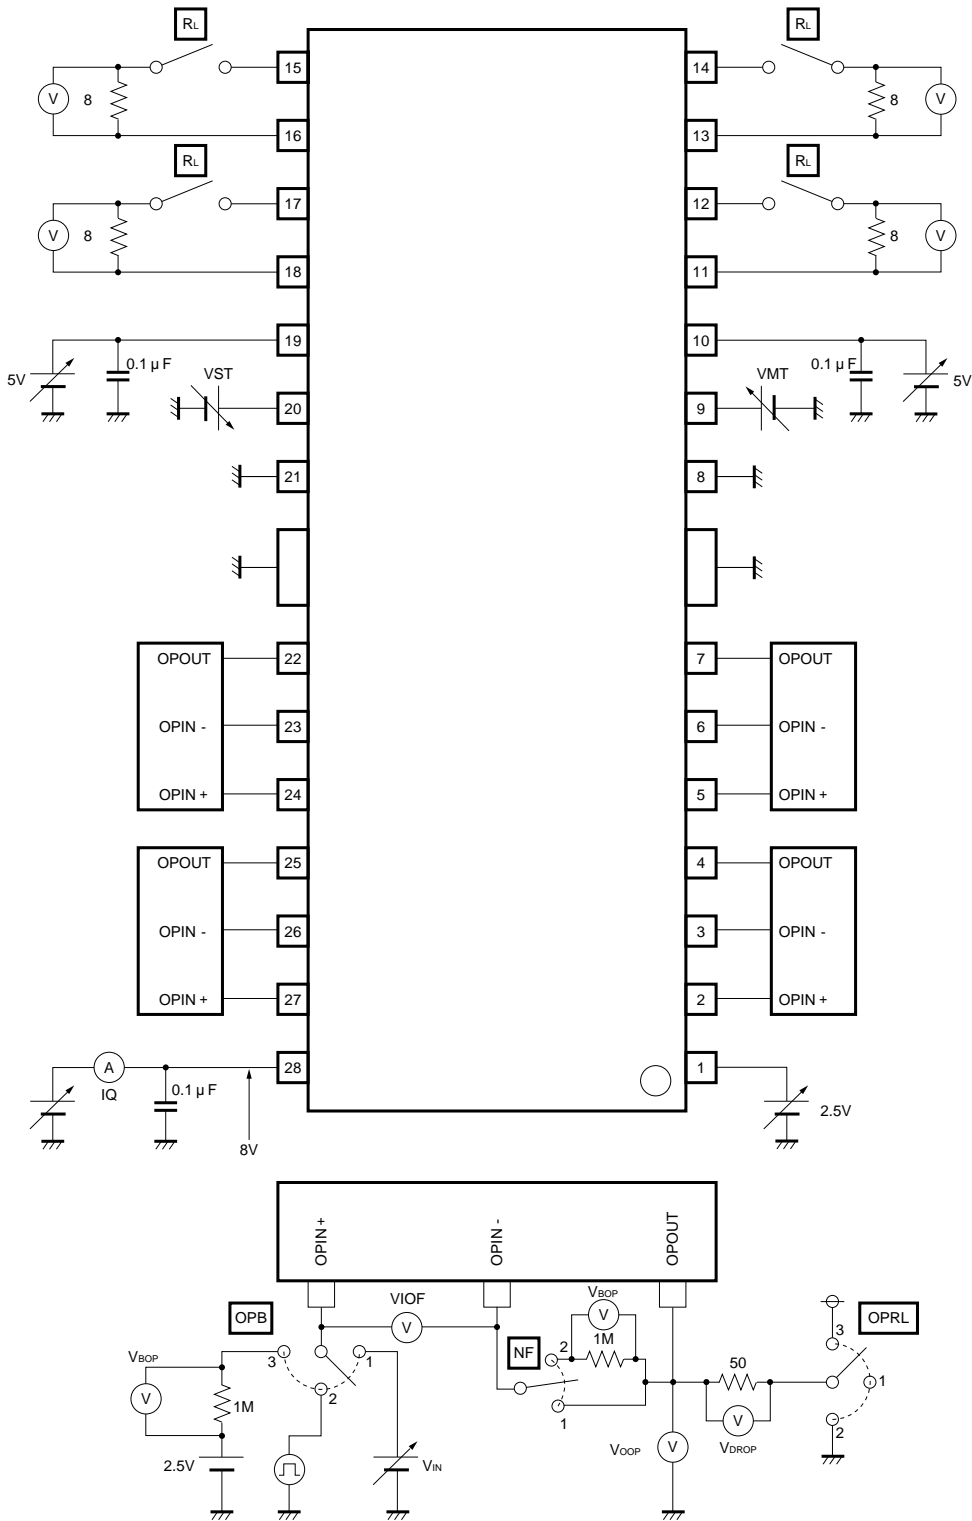 RL RL
15 14
V 8 8 V
16 13
RL RL
17 12
V 8 8 V
18 11
19 10
5V 0.1 µ F VST VMT 0.1 µ F 5V
20 9
21 8
OPOUT 22 7 OPOUT
OPIN - 23 6 OPIN -
OPIN + 24 5 OPIN +
OPOUT 25 4 OPOUT
OPIN - 26 3 OPIN -
OPIN + 27 2 OPIN +
A 28 1
IQ 0.1 µ F 2.5V
8V
OPIN + OPIN - OPOUT
OPB VIOF VBOP OPRL
V V
NF 1M
VBOP 3 1 2 50 3
V 1M 2 1 1
VOOP V V 2
2.5V VIN VDROP